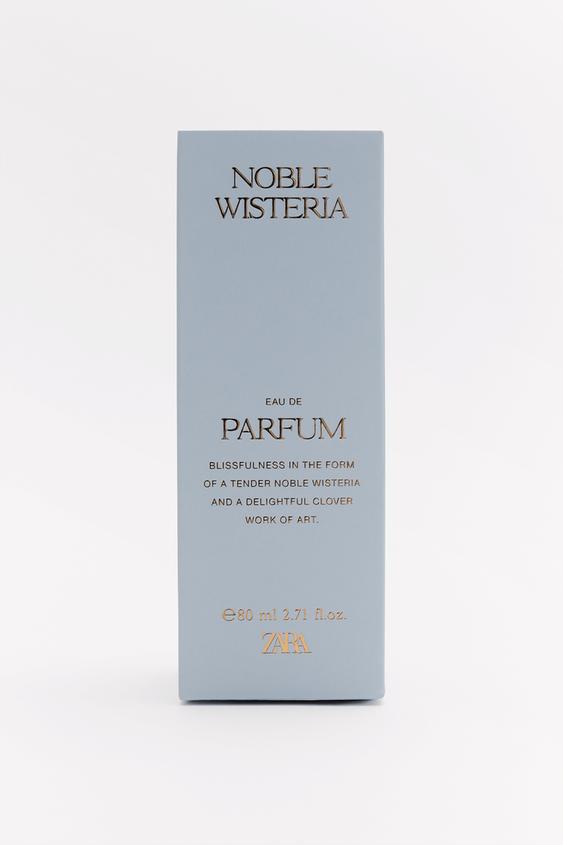 NOBLE
WISTERIA
EAU DE
PARFUM
BLISSFULNESS IN THE FORM
OF A TENDER NOBLE WISTERIA
AND A DELIGHTFUL CLOVER
WORK OF ART.
℮80 ml 2.71 fl.oz.
ZARA